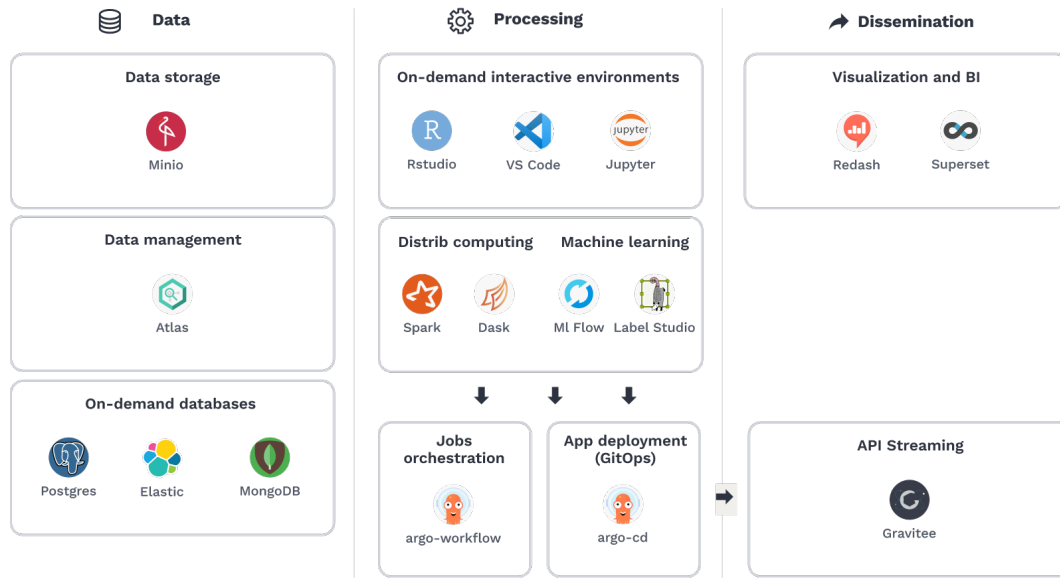 Data
Processing
Dissemination
Data storage
Minio
On-demand interactive environments
Rstudio
VS Code
jupyter
Jupyter
Visualization and BI
Redash
Superset
Data management
Atlas
Distrib computing
Machine learning
Spark
Dask
Ml Flow
Label Studio
On-demand databases
Postgres
Elastic
MongoDB
Jobs
orchestration
argo-workflow
App deployment
(GitOps)
argo-cd
API Streaming
Gravitee